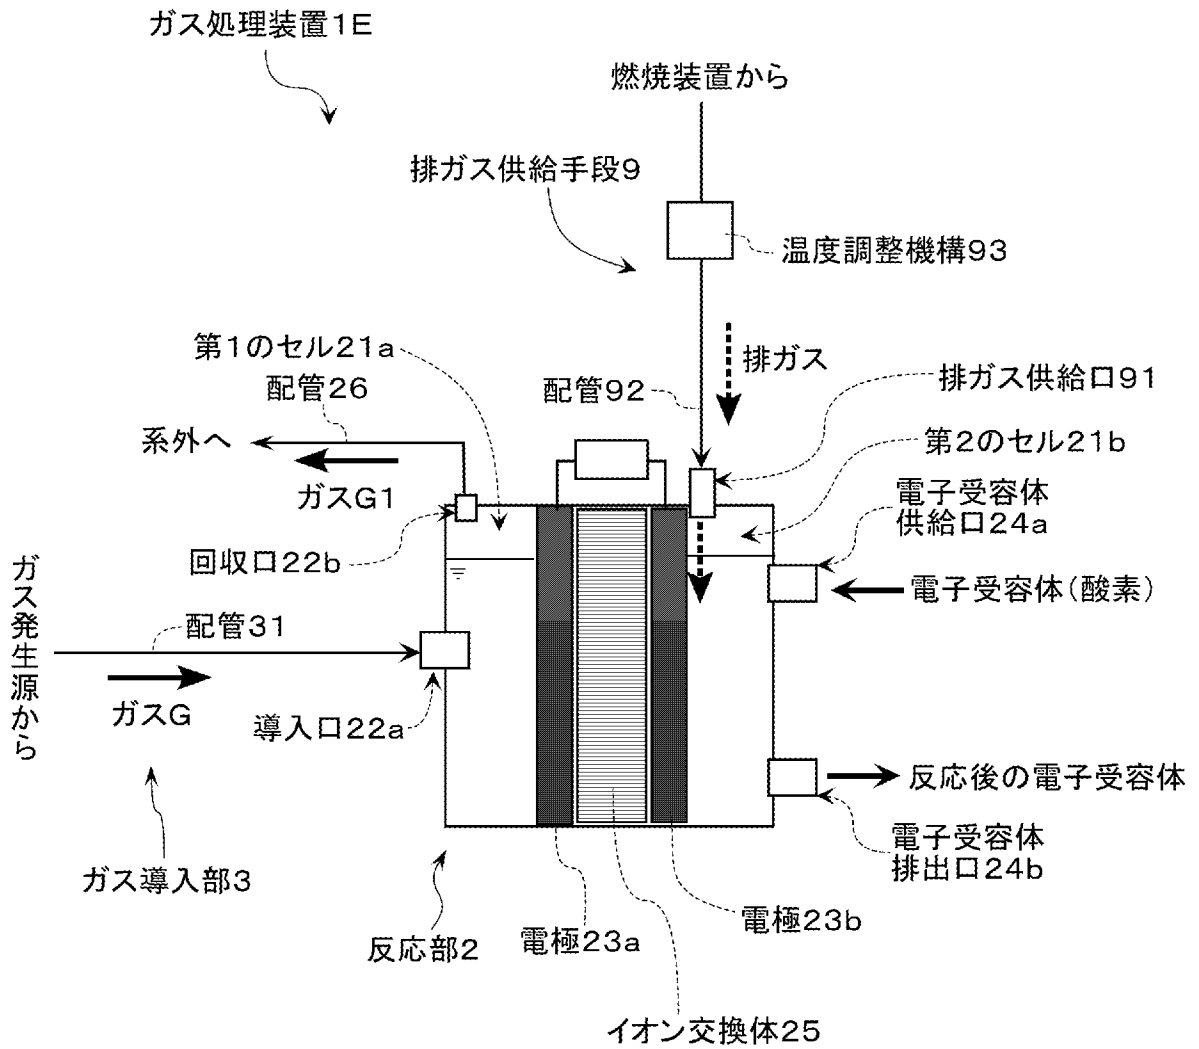 ガス処理装置1E
燃焼装置から
排ガス供給手段9
温度調整機構93
第1のセル21a
排ガス
配管26
配管92
排ガス供給口91
系外へ
第2のセル21b
ガスG1
電子受容体
供給口24a
回収口22b
電子受容体(酸素)
ガス発生源から
配管31
ガスG
導入口22a
反応後の電子受容体
電子受容体
排出口24b
ガス導入部3
電極23b
反応部2
電極23a
イオン交換体25